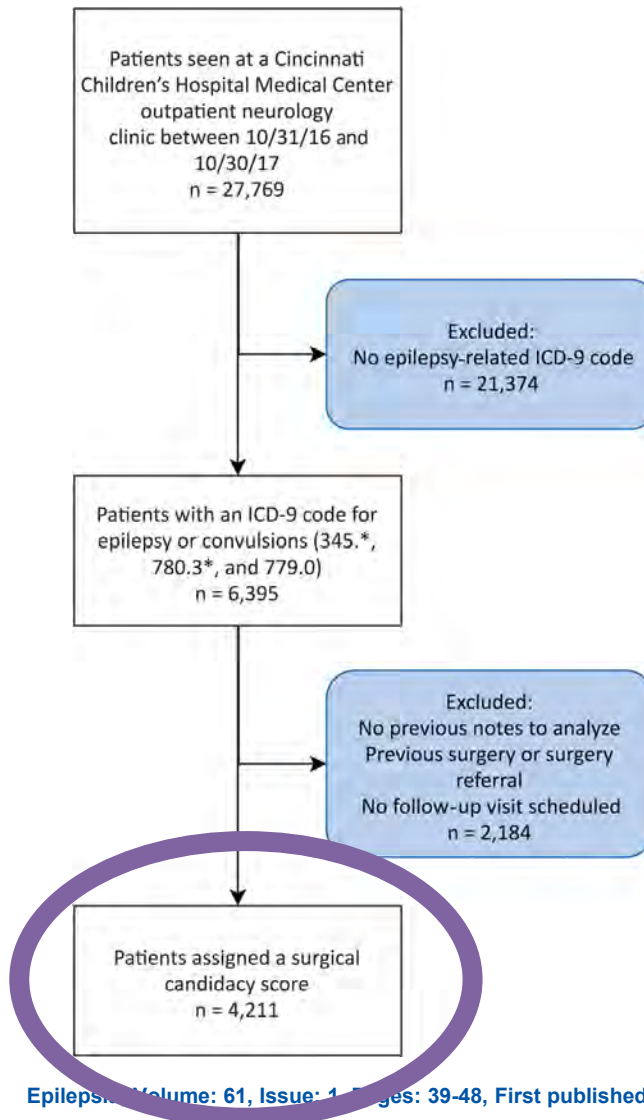 Patients seen at a Cincinnati
Children's Hospital Medical Center
outpatient neurology
clinic between 10/31/16 and
10/30/17
n = 27,769
Excluded:
No epilepsy-related ICD-9 code
n = 21,374
Patients with an ICD-9 code for
epilepsy or convulsions (345.*,
780.3*, and 779.0)
n = 6,395
Excluded:
No previous notes to analyze
Previous surgery or surgery
referral
No follow-up visit scheduled
n = 2,184
Patients assigned a surgical
candidacy score
n = 4,211
Epilepsia, Volume: 61, Issue: 1, Pages: 39-48, First published